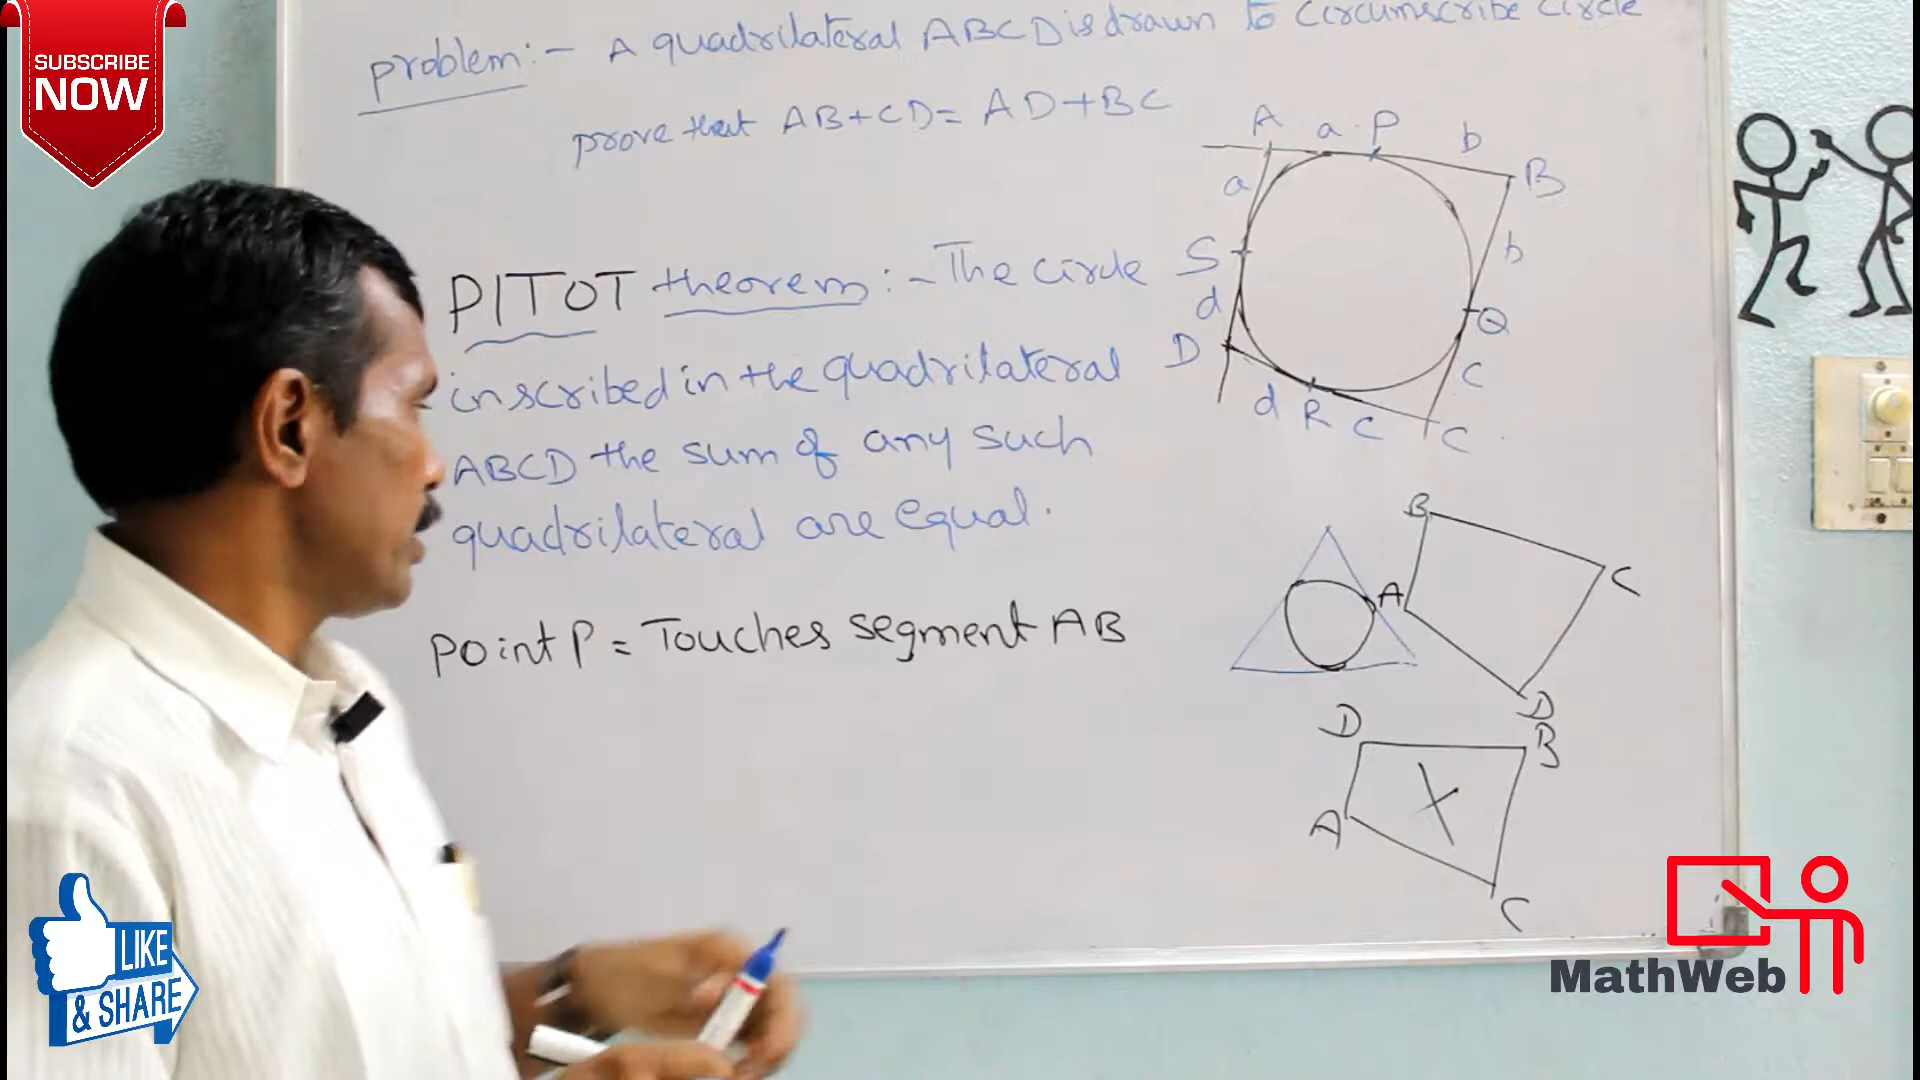 SUBSCRIBE
NOW
problem:- A quadrilateral ABCD is drawn to circumscribe circle
prove that AB+CD= AD+BC
PITOT theorem:- The circle
inscribed in the quadrilateral
ABCD the sum of any such
quadrilateral are equal.
Point P = Touches segment AB
A a P b
a B
S b
d Q
D C
d R C C
B
A C
D
D B
A
C
LIKE
& SHARE
MathWeb